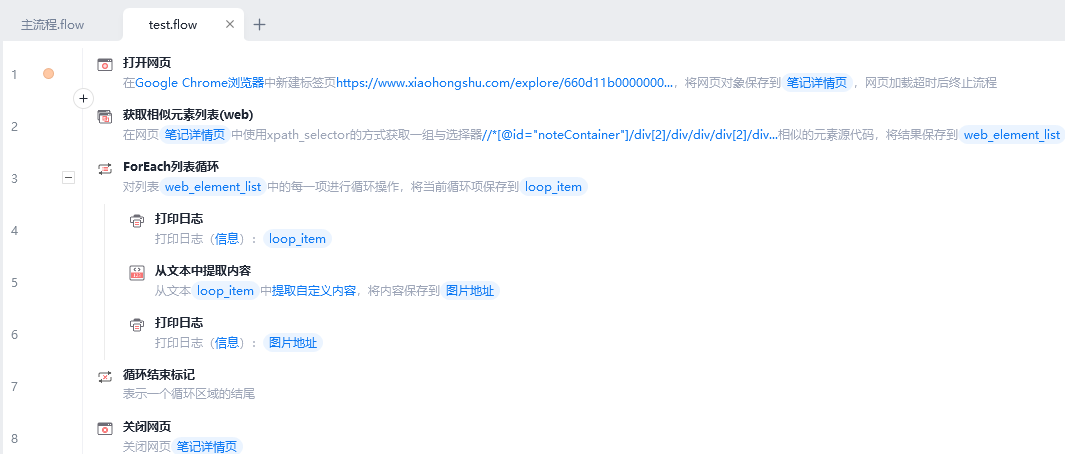 主流程.flow
test.flow
1
打开网页
在Google Chrome浏览器中新建标签页https://www.xiaohongshu.com/explore/660d11b0000000...，将网页对象保存到 笔记详情页 ，网页加载超时后终止流程
2
获取相似元素列表(web)
在网页 笔记详情页 中使用xpath_selector的方式获取一组与选择器//*[@id="noteContainer"]/div[2]/div/div/div[2]/div...相似的元素源代码，将结果保存到 web_element_list
3
ForEach列表循环
对列表 web_element_list 中的每一项进行循环操作，将当前循环项保存到 loop_item
4
打印日志
打印日志（信息）： loop_item
5
从文本中提取内容
从文本 loop_item 中提取自定义内容，将内容保存到 图片地址
6
打印日志
打印日志（信息）： 图片地址
7
循环结束标记
表示一个循环区域的结尾
8
关闭网页
关闭网页 笔记详情页